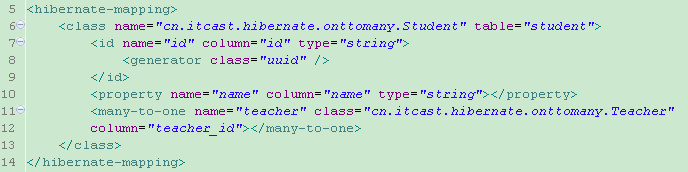 5 <hibernate-mapping>
6 <class name="cn.itcast.hibernate.onttomany.Student" table="student">
7 <id name="id" column="id" type="string">
8 <generator class="uuid" />
9 </id>
10 <property name="name" column="name" type="string"></property>
11 <many-to-one name="teacher" class="cn.itcast.hibernate.onttomany.Teacher"
12 column="teacher_id"></many-to-one>
13 </class>
14 </hibernate-mapping>